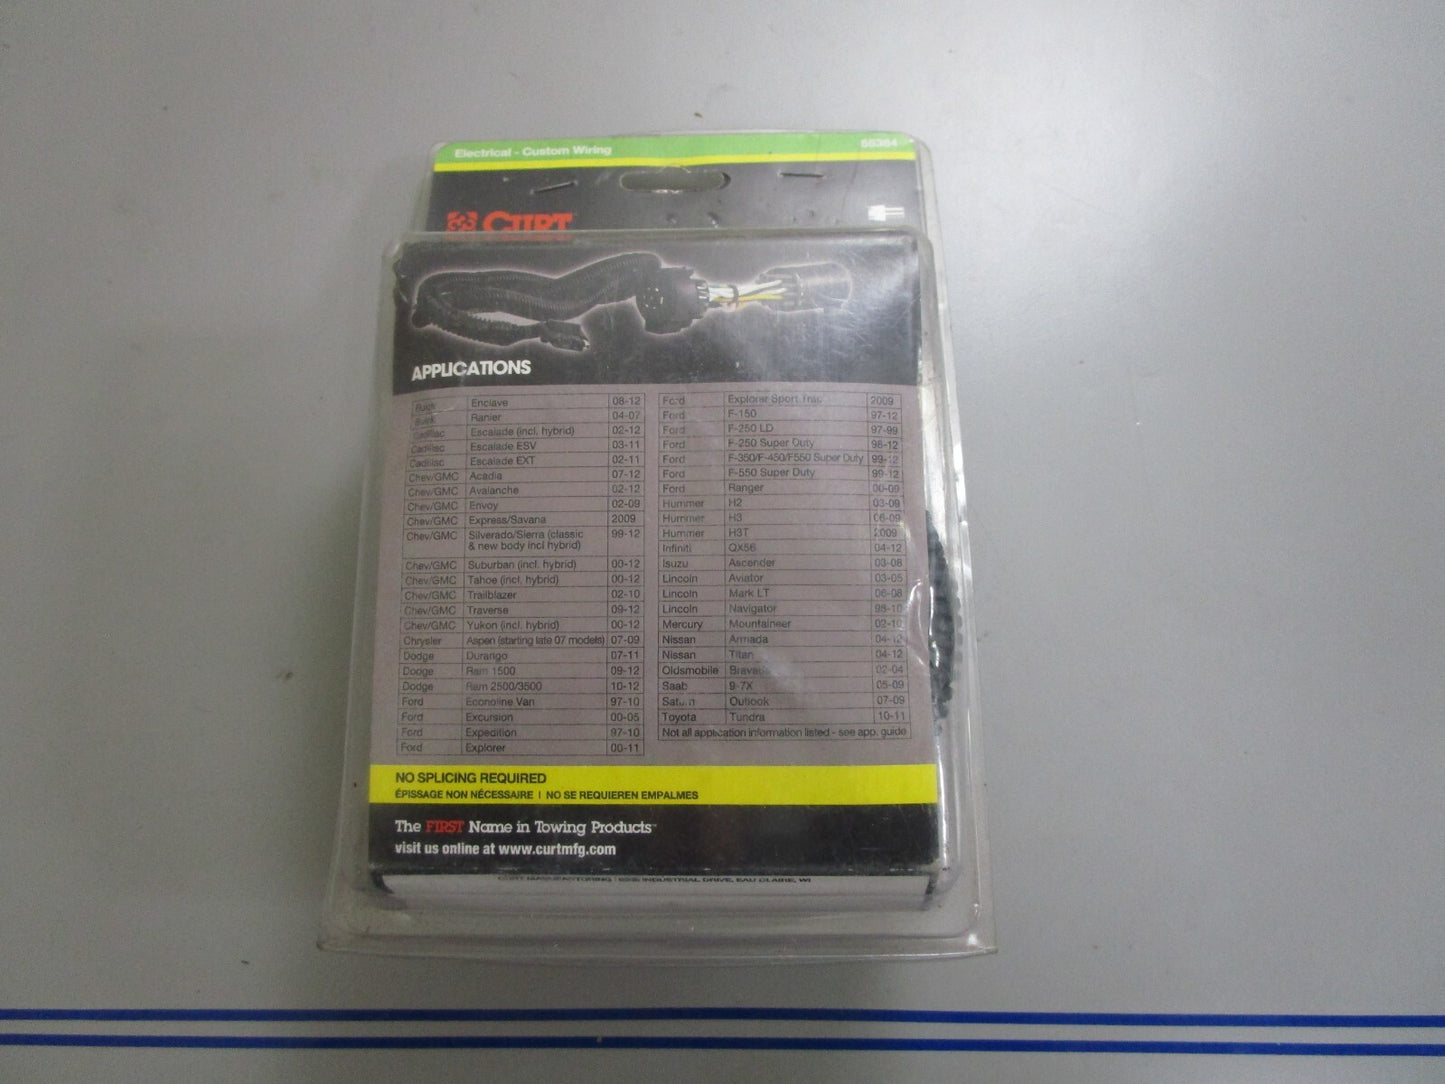 Electrical - Custom Wiring 55384
CURT
APPLICATIONS
Buick Enclave 08-12
Buick Ranier 04-07
Cadillac Escalade (incl. hybrid) 02-12
Cadillac Escalade ESV 03-11
Cadillac Escalade EXT 02-11
Chev/GMC Acadia 07-12
Chev/GMC Avalanche 02-12
Chev/GMC Envoy 02-09
Chev/GMC Express/Savana 2009
Chev/GMC Silverado/Sierra (classic 99-12
& new body incl hybrid)
Chev/GMC Suburban (incl. hybrid) 00-12
Chev/GMC Tahoe (incl. hybrid) 00-12
Chev/GMC Trailblazer 02-10
Chev/GMC Traverse 09-12
Chev/GMC Yukon (incl. hybrid) 00-12
Chrysler Aspen (starting late 07 models) 07-09
Dodge Durango 07-11
Dodge Ram 1500 09-12
Dodge Ram 2500/3500 10-12
Ford Econoline Van 97-10
Ford Excursion 00-05
Ford Expedition 97-10
Ford Explorer 00-11
Ford Explorer Sport Trac 2009
Ford F-150 97-12
Ford F-250 LD 97-99
Ford F-250 Super Duty 98-12
Ford F-350/F-450/F550 Super Duty 99-12
Ford F-550 Super Duty 99-12
Ford Ranger 00-09
Hummer H2 03-09
Hummer H3 06-09
Hummer H3T 2009
Infiniti QX56 04-12
Isuzu Ascender 03-08
Lincoln Aviator 03-05
Lincoln Mark LT 06-08
Lincoln Navigator 98-10
Mercury Mountaineer 02-10
Nissan Armada 04-12
Nissan Titan 04-12
Oldsmobile 02-04
Saab 9-7X 05-09
Saturn Outlook 07-09
Toyota Tundra 10-11
Not all application information listed - see app. guide
NO SPLICING REQUIRED
ÉPISSAGE NON NÉCESSAIRE | NO SE REQUIEREN EMPALMES
The FIRST Name in Towing Products™
visit us online at www.curtmfg.com
CURT MANUFACTURING INDUSTRIAL DRIVE, EAU CLAIRE, WI